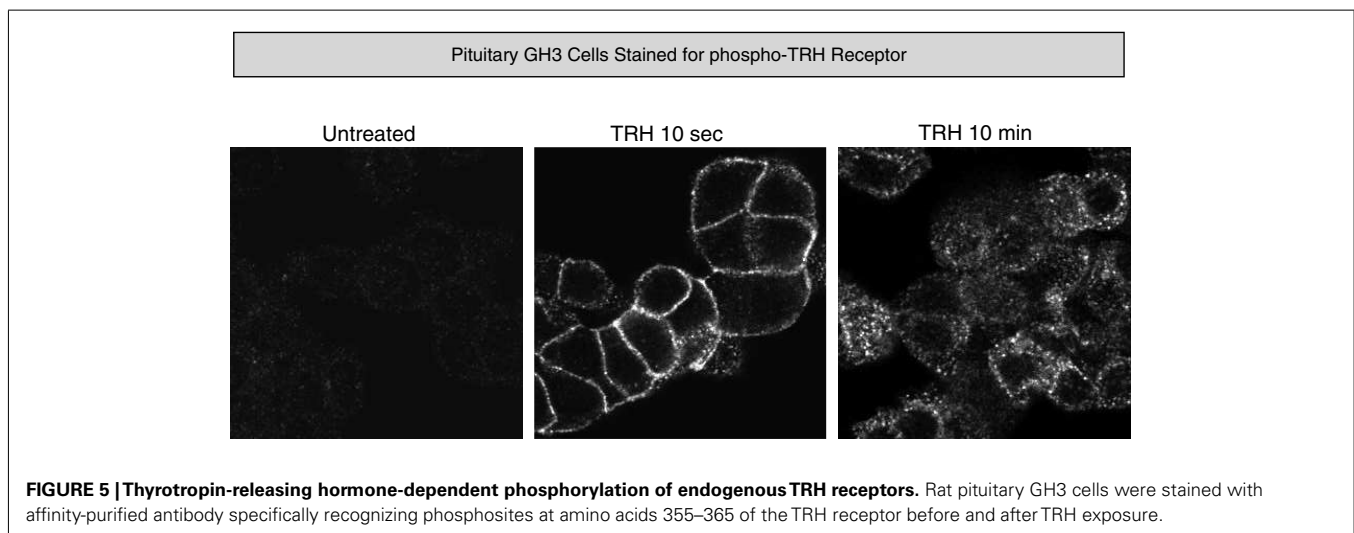 Pituitary GH3 Cells Stained for phospho-TRH Receptor
Untreated
TRH 10 sec
TRH 10 min
FIGURE 5 | Thyrotropin-releasing hormone-dependent phosphorylation of endogenous TRH receptors. Rat pituitary GH3 cells were stained with
affinity-purified antibody specifically recognizing phosphosites at amino acids 355–365 of the TRH receptor before and after TRH exposure.